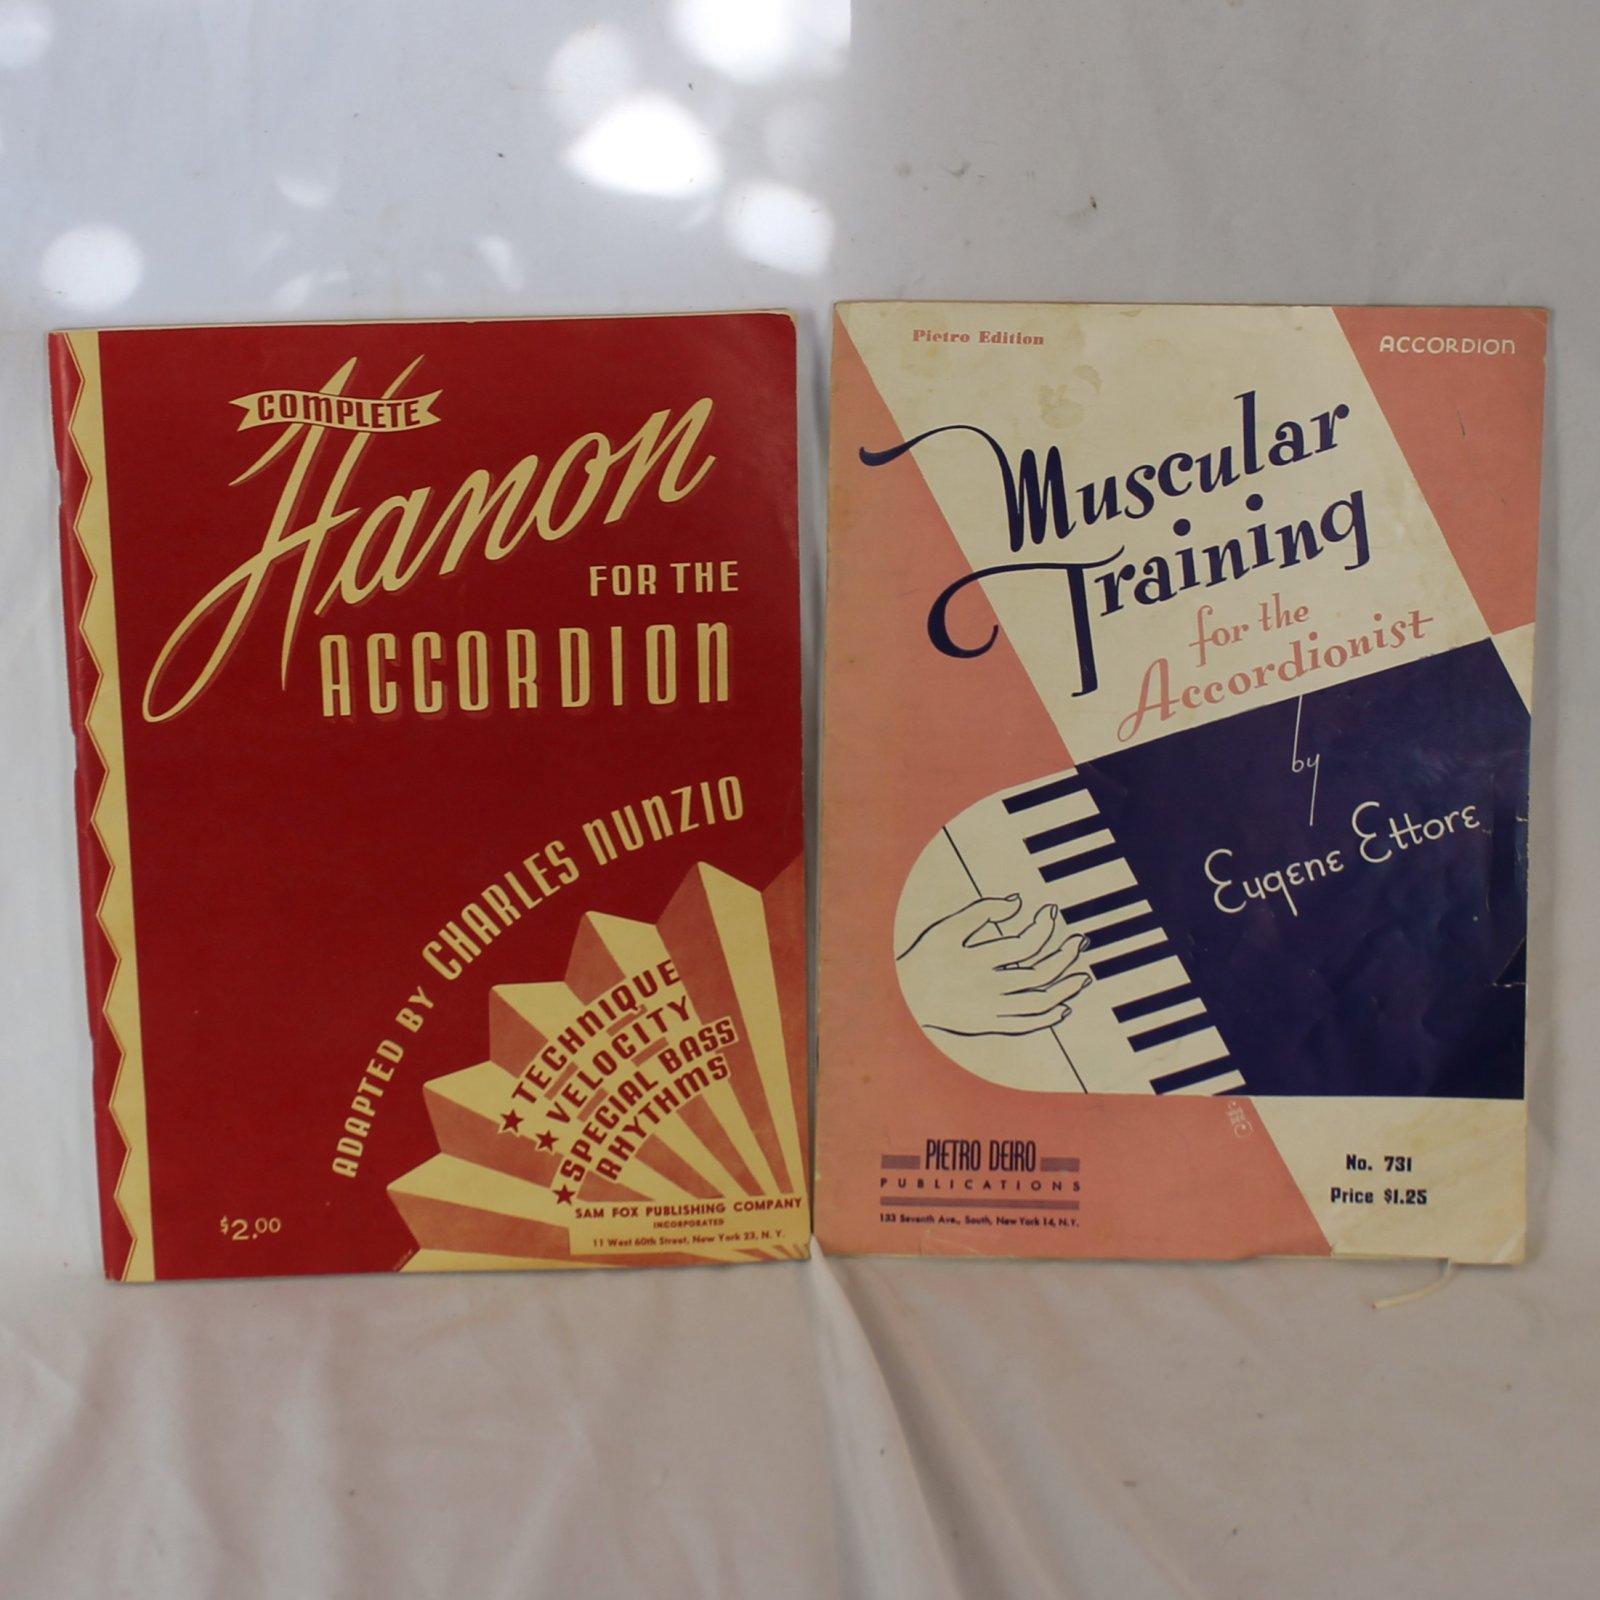 COMPLETE
Hanon
FOR THE
ACCORDION
ADAPTED BY CHARLES NUNZIO
★ TECHNIQUE
★ VELOCITY
★ SPECIAL BASS
RHYTHMS
$2.00
SAM FOX PUBLISHING COMPANY
INCORPORATED
11 West 60th Street, New York 23, N. Y.
Pietro Edition
ACCORDION
Muscular
Training
for the
Accordionist
by
Eugene Ettore
PIETRO DEIRO
PUBLICATIONS
133 Seventh Ave., South, New York 14, N.Y.
No. 731
Price $1.25